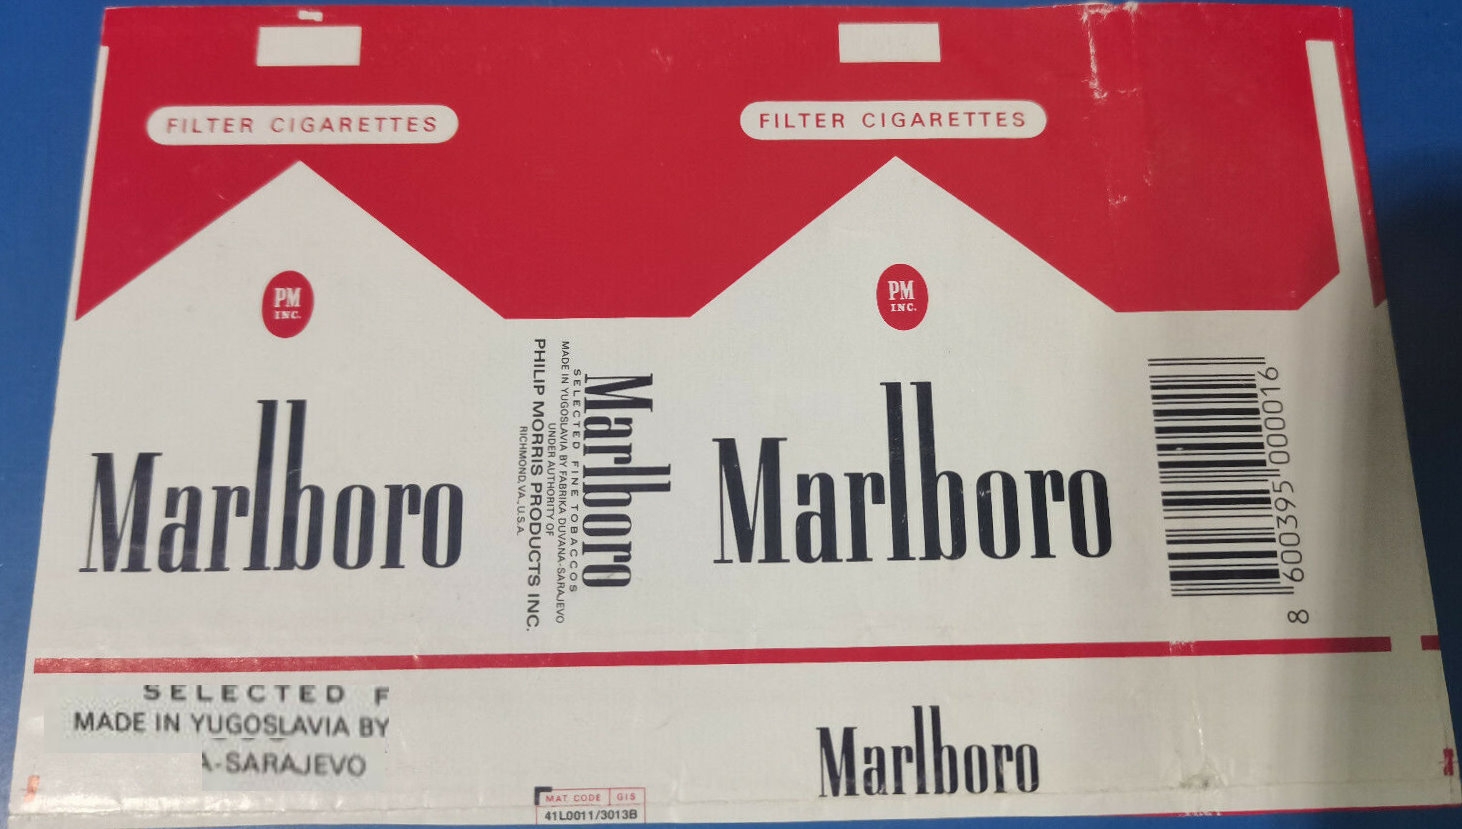 FILTER CIGARETTES
FILTER CIGARETTES
PM
INC.
PM
INC.
Marlboro
Marlboro
SELECTED FINE TOBACCOS
MADE IN YUGOSLAVIA BY FABRIKA DUVANA-SARAJEVO
UNDER AUTHORITY OF
PHILIP MORRIS PRODUCTS INC.
RICHMOND, VA., U.S.A.
Marlboro
8 600395 000016
SELECTED F
MADE IN YUGOSLAVIA BY
A-SARAJEVO
Marlboro
MAT CODE GIS
41L0011/3013B